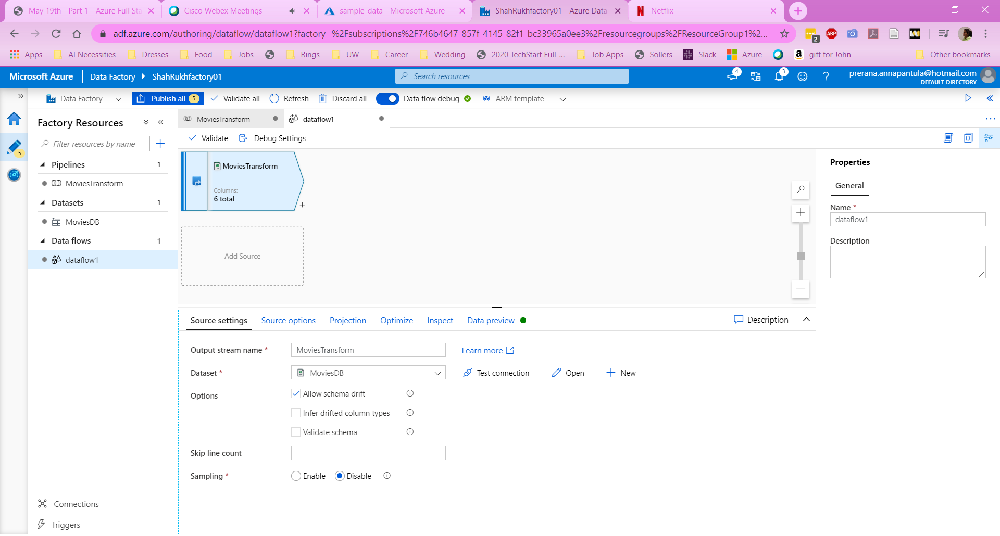 May 19th - Part 1 - Azure Full Sta
Cisco Webex Meetings
sample-data - Microsoft Azure
ShahRukhfactory01 - Azure Data
Netflix
adf.azure.com/authoring/dataflow/dataflow1?factory=%2Fsubscriptions%2F746b4647-857f-4145-82f1-bc33965a0ee3%2Fresourcegroups%2FResourceGroup1%2...
2
ABP
W
Apps
AI Necessities
Dresses
Food
Jobs
Rings
UW
Career
Wedding
2020 TechStart Full-...
Job Apps
Sollers
Slack
Azure
gift for John
Other bookmarks
Microsoft Azure
Data Factory
ShahRukhfactory01
Search resources
4
3
prerana.annapantula@hotmail.com
DEFAULT DIRECTORY
Data Factory
Publish all 5
Validate all
Refresh
Discard all
Data flow debug
ARM template
Factory Resources
Filter resources by name
5
Pipelines 1
MoviesTransform
Datasets 1
MoviesDB
Data flows 1
dataflow1
Connections
Triggers
MoviesTransform
dataflow1
Validate
Debug Settings
MoviesTransform
Columns:
6 total
Add Source
Properties
General
Name *
dataflow1
Description
Source settings
Source options
Projection
Optimize
Inspect
Data preview
Description
Output stream name *
MoviesTransform
Learn more
Dataset *
MoviesDB
Test connection
Open
New
Options
Allow schema drift
Infer drifted column types
Validate schema
Skip line count
Sampling *
Enable
Disable